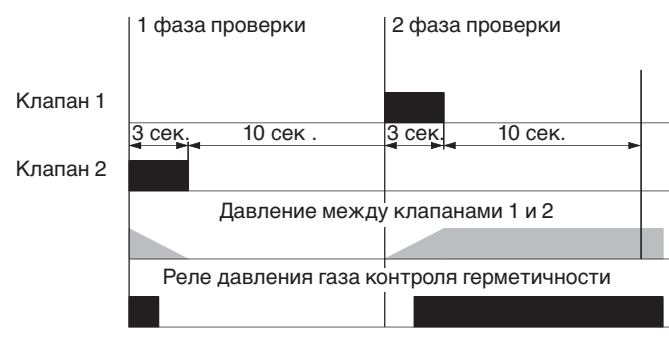 1 фаза проверки
2 фаза проверки
Клапан 1
3 сек.
10 сек .
3 сек.
10 сек.
Клапан 2
Давление между клапанами 1 и 2
Реле давления газа контроля герметичности